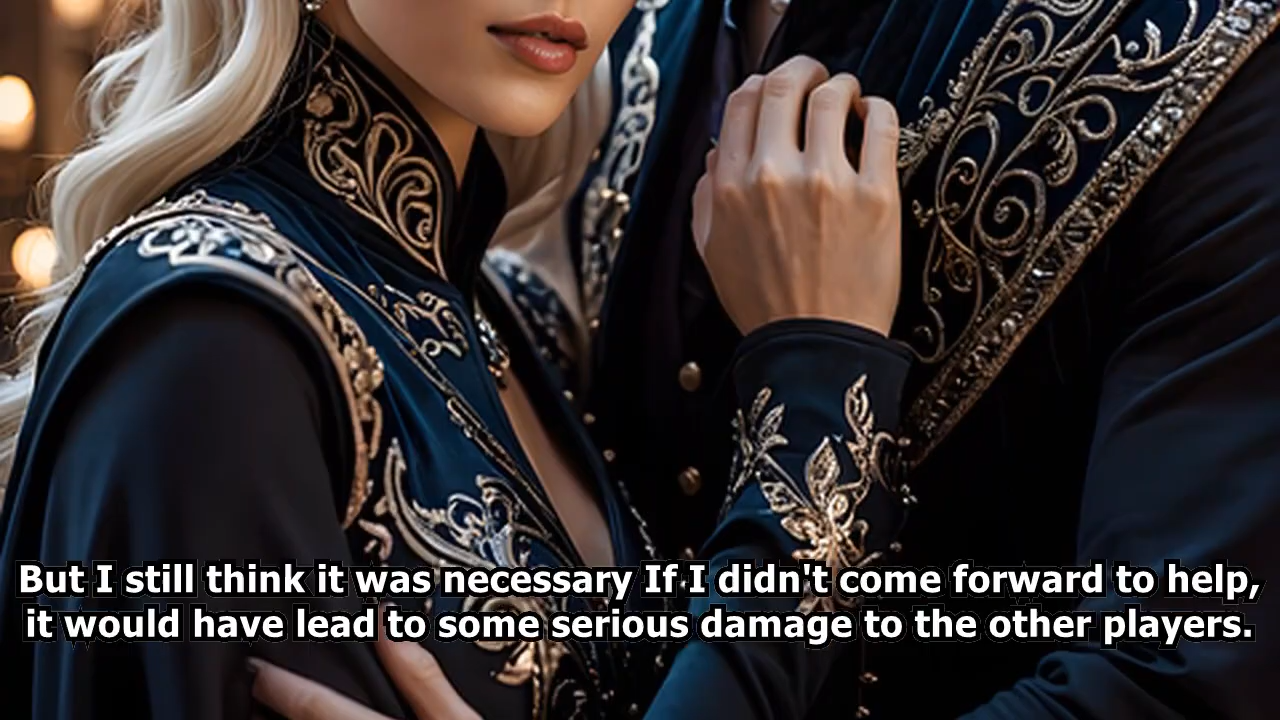 But I still think it was necessary If I didn't come forward to help,
it would have lead to some serious damage to the other players.